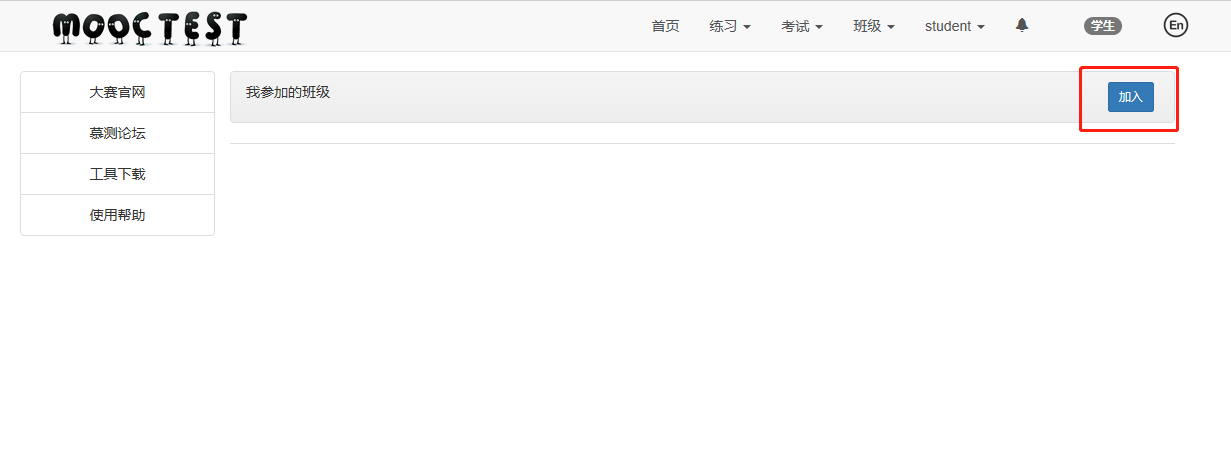 MOOCTEST
首页 练习 考试 班级 student 学生 En
大赛官网
慕测论坛
工具下载
使用帮助
我参加的班级 加入